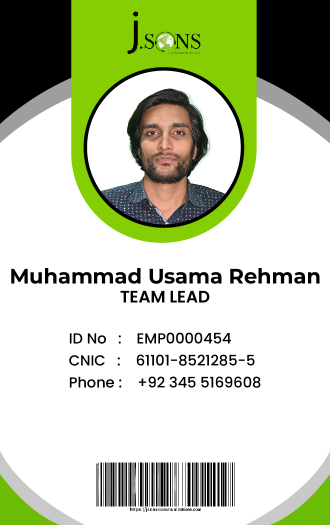 j.SONS
Muhammad Usama Rehman
TEAM LEAD
ID No : EMP0000454
CNIC : 61101-8521285-5
Phone : +92 345 5169608